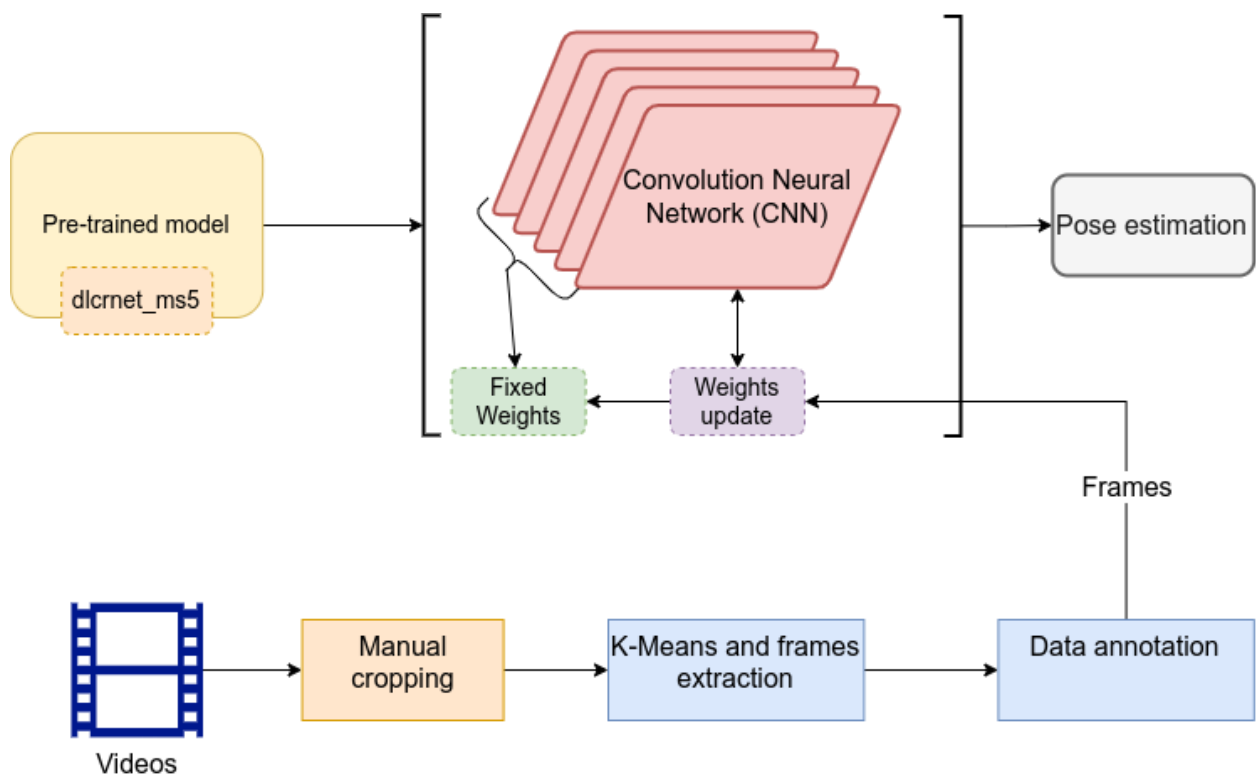 Convolution Neural
Network (CNN)
Pre-trained model
dlcrnet_ms5
Pose estimation
Fixed
Weights
Weights
update
Frames
Manual
cropping
K-Means and frames
extraction
Data annotation
Videos